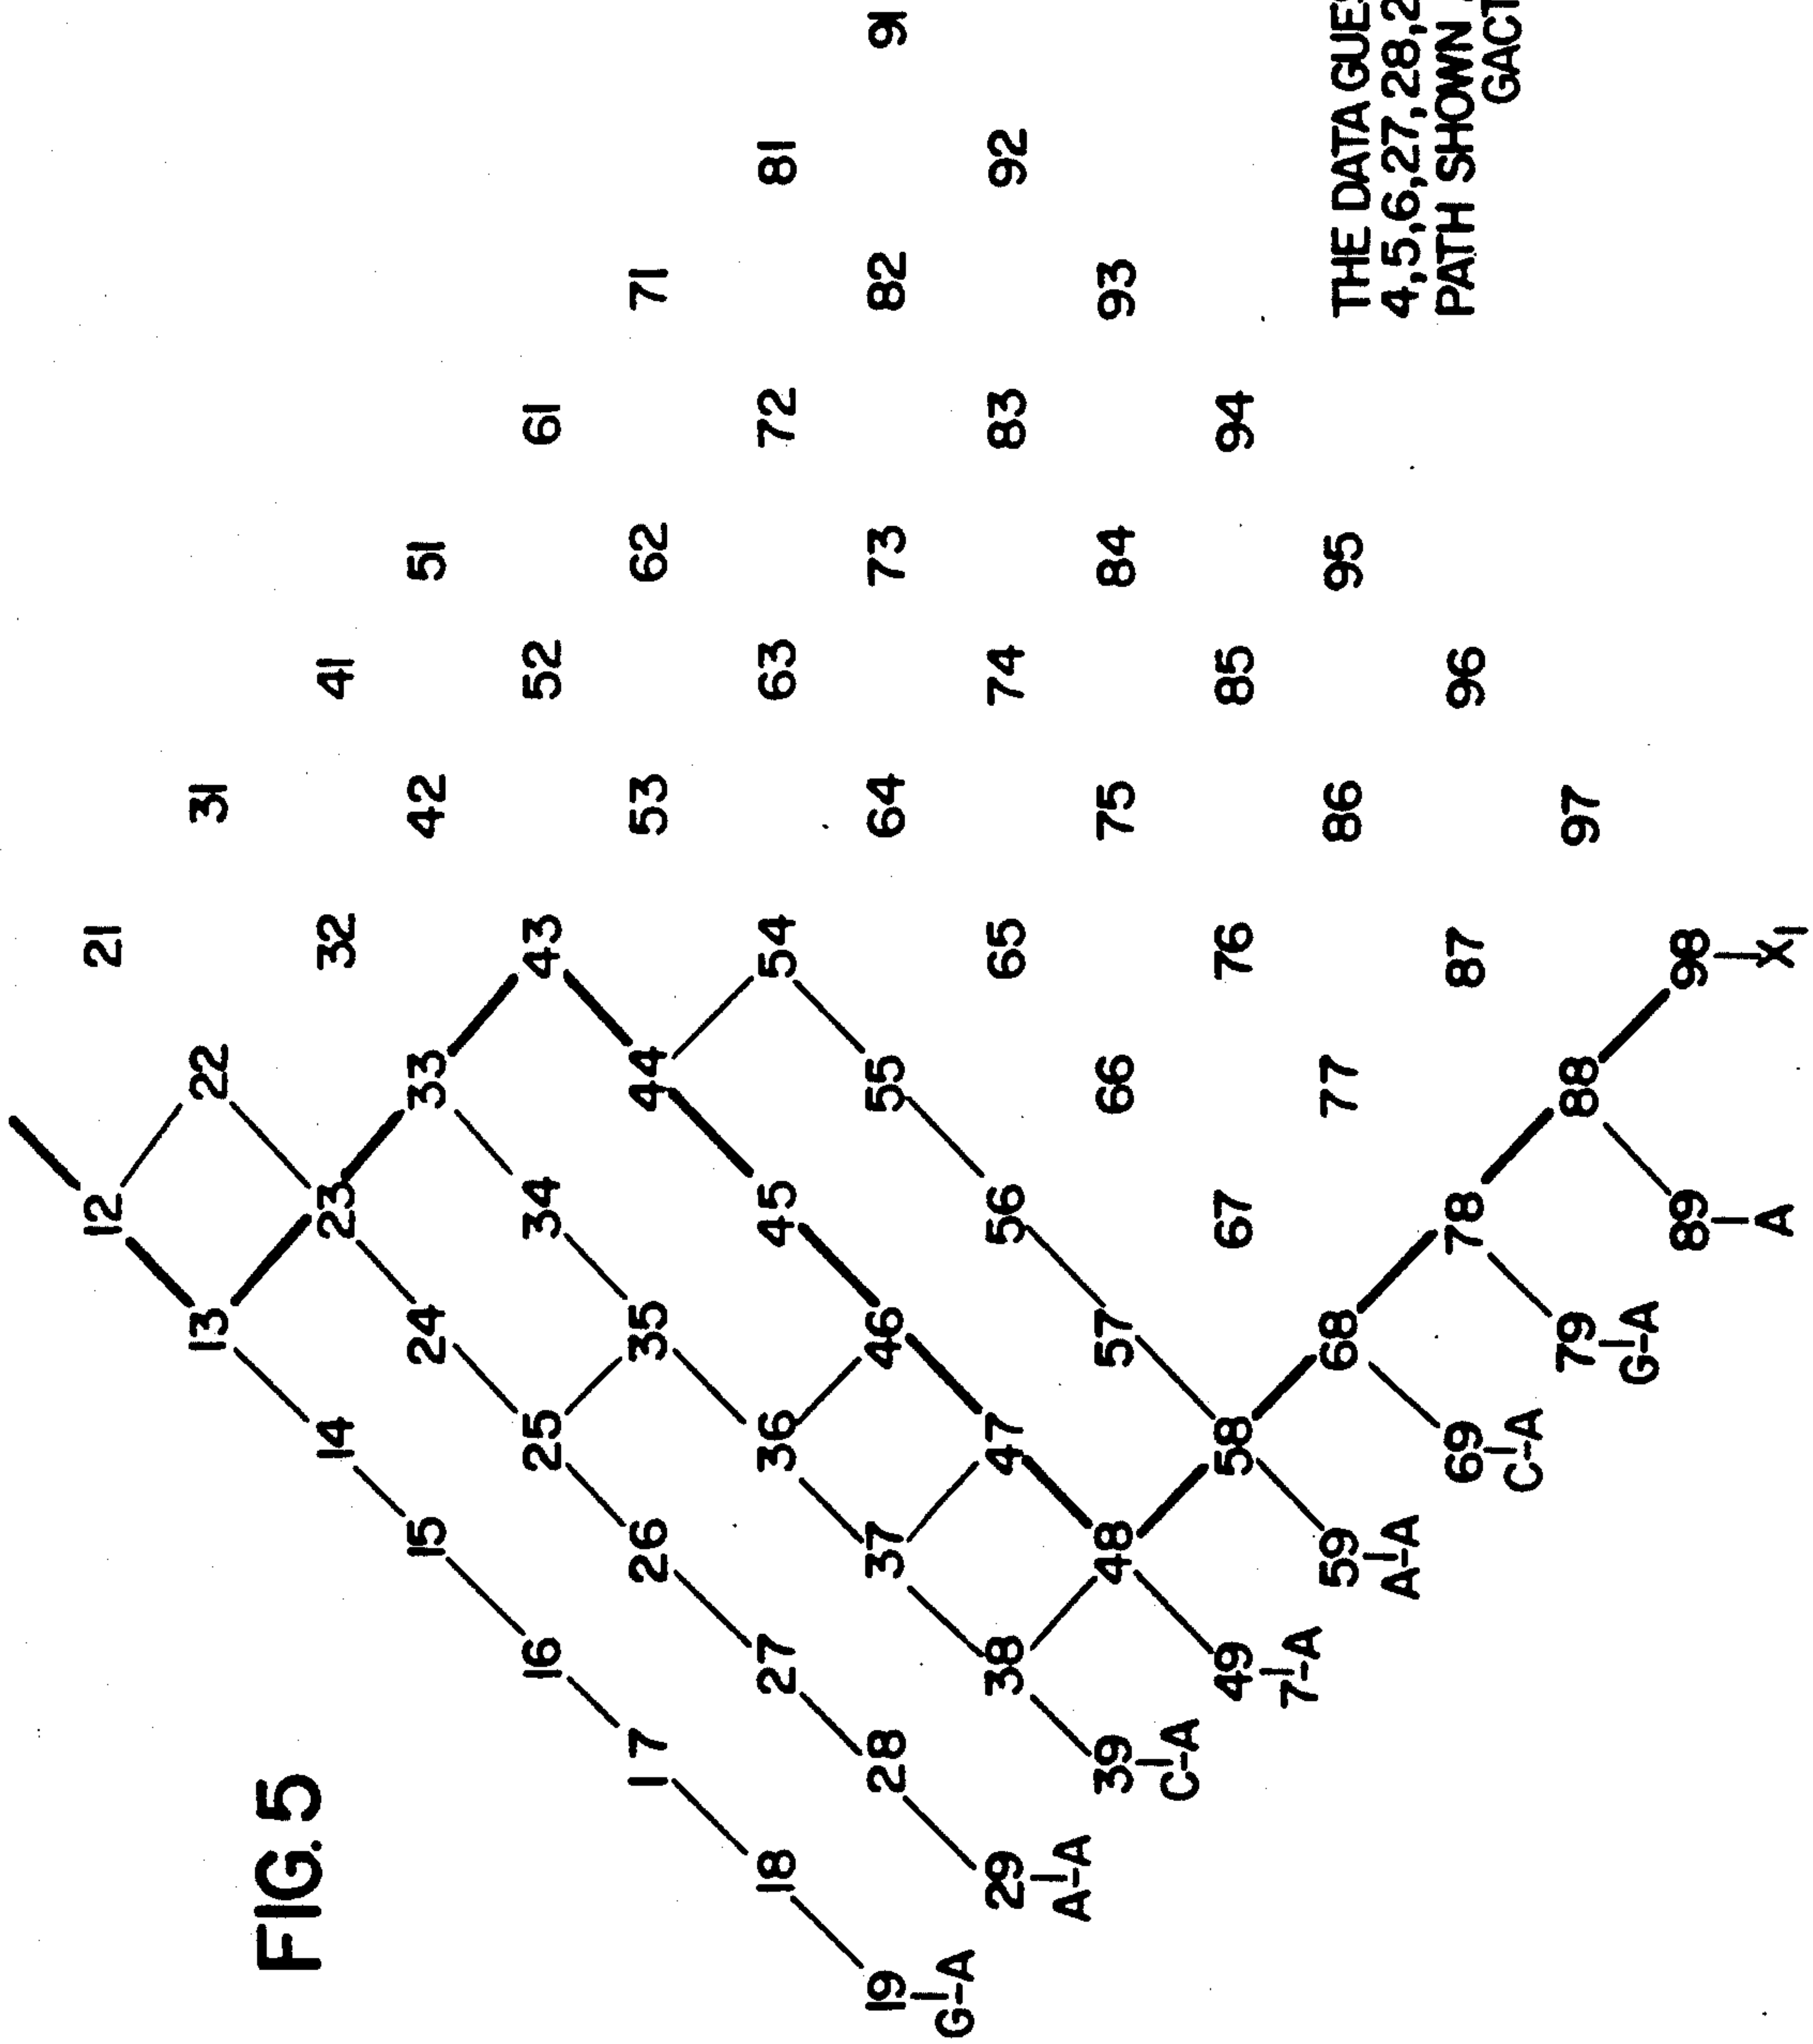 12 21
13 22 31
FIG.5
14 23 32 41
15 24 33 42 51
16 25 34 43 52 61
17 26 35 44 53 62 71
18 27 36 45 54 63 72 81
19 28 37 46 55 64 73 82 91
G-A
29 38 47 56 65 74 83 92
A-A
39 48 57 66 75 84 93
C-A
49 58 67 76 85 94
7-A
59 68 77 86 95
A-A
69 78 87 96
C-A
79 88 97
G-A
89 98
A X1
THE DATA GUE
4,5,6,27,28,2
PATH SHOWN
GACT